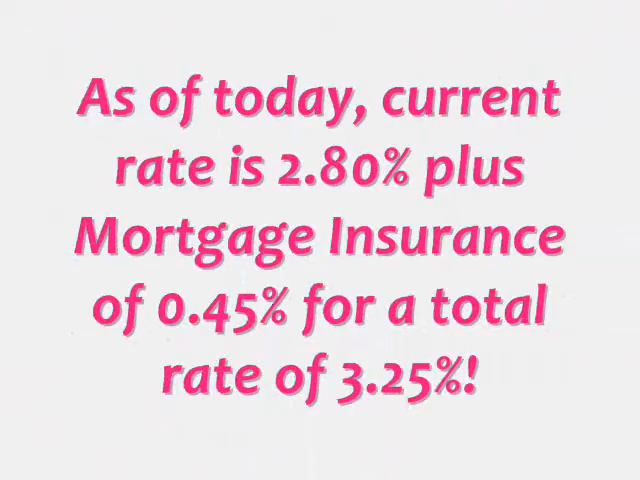 As of today, current
rate is 2.80% plus
Mortgage Insurance
of 0.45% for a total
rate of 3.25%!